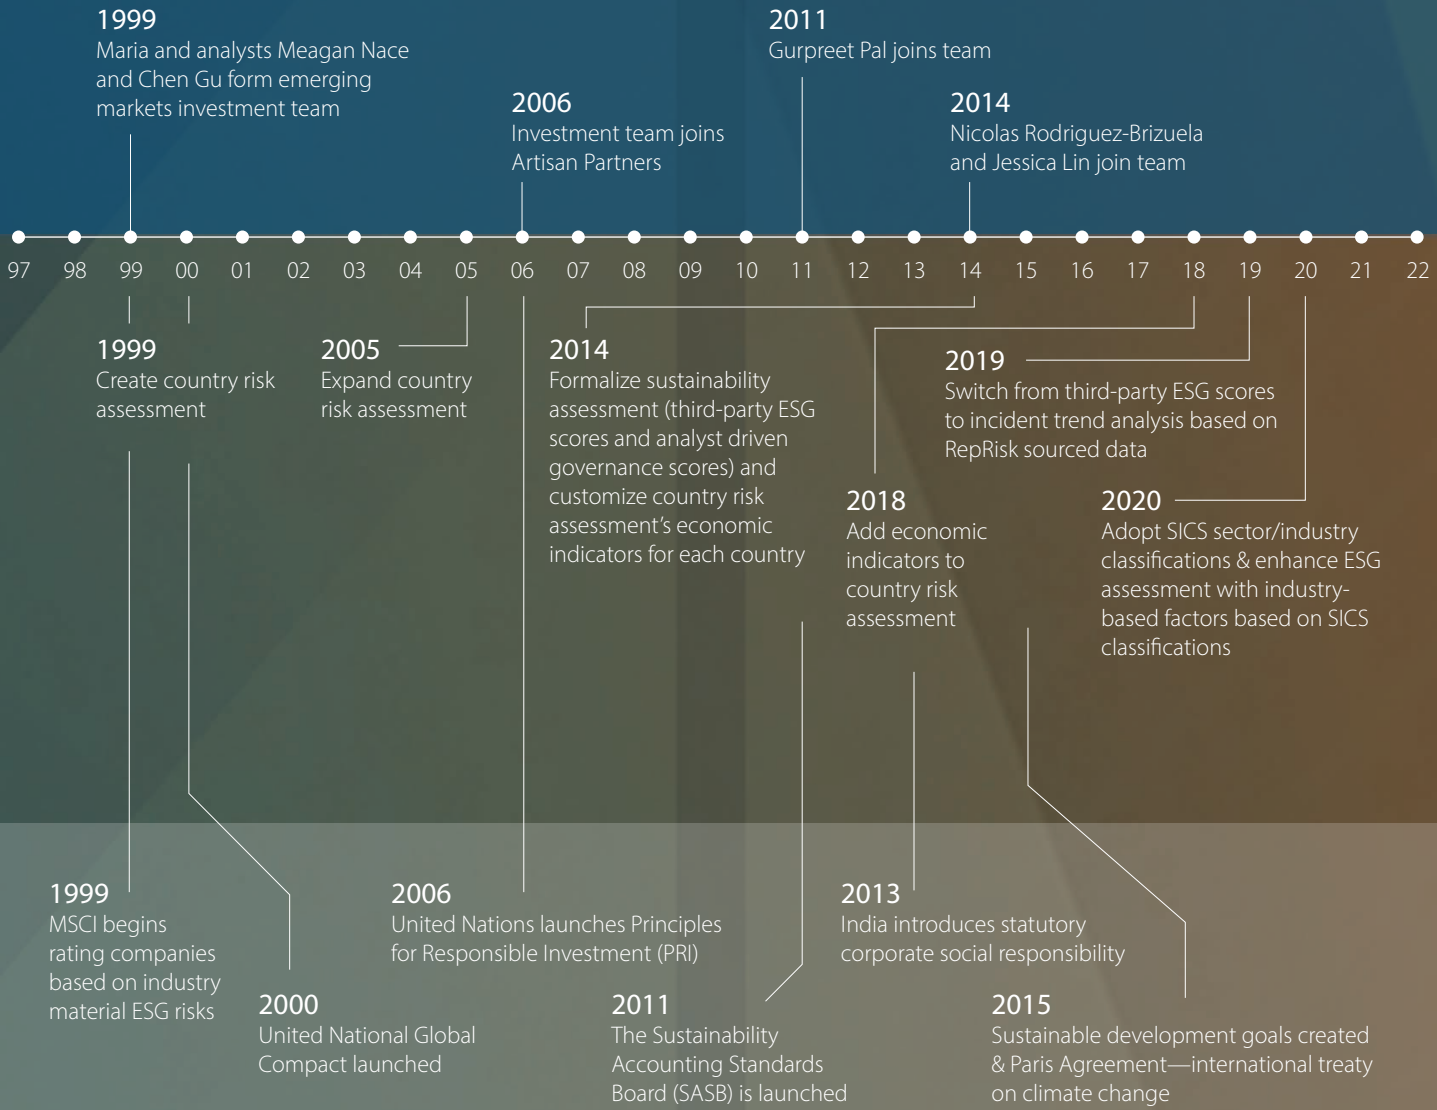 1999
Maria and analysts Meagan Nace
and Chen Gu form emerging
markets investment team
2006
Investment team joins
Artisan Partners
2011
Gurpreet Pal joins team
2014
Nicolas Rodriguez-Brizuela
and Jessica Lin join team
97 98 99 00 01 02 03 04 05 06 07 08 09 10 11 12 13 14 15 16 17 18 19 20 21 22
1999
Create country risk
assessment
2005
Expand country
risk assessment
2014
Formalize sustainability
assessment (third-party ESG
scores and analyst driven
governance scores) and
customize country risk
assessment's economic
indicators for each country
2018
Add economic
indicators to
country risk
assessment
2019
Switch from third-party ESG scores
to incident trend analysis based on
RepRisk sourced data
2020
Adopt SICS sector/industry
classifications & enhance ESG
assessment with industry-
based factors based on SICS
classifications
1999
MSCI begins
rating companies
based on industry
material ESG risks
2000
United National Global
Compact launched
2006
United Nations launches Principles
for Responsible Investment (PRI)
2011
The Sustainability
Accounting Standards
Board (SASB) is launched
2013
India introduces statutory
corporate social responsibility
2015
Sustainable development goals created
& Paris Agreement—international treaty
on climate change